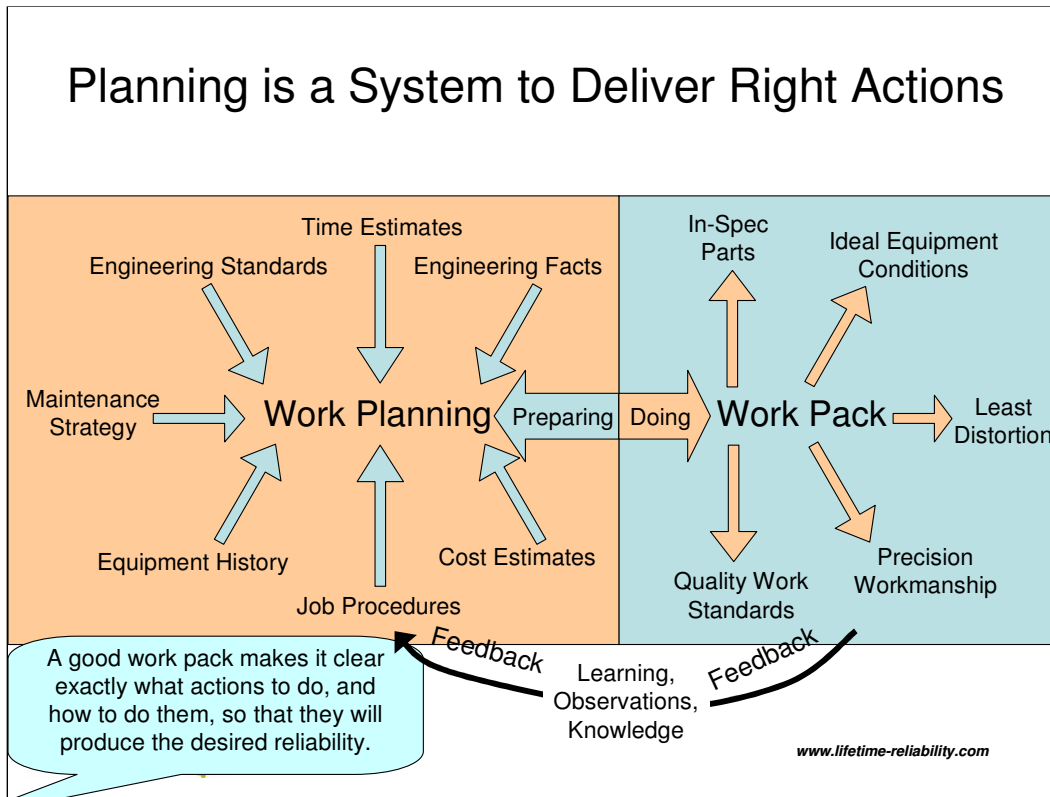 Planning is a System to Deliver Right Actions
Time Estimates
Engineering Standards
Engineering Facts
Maintenance
Strategy
Work Planning
Preparing
Equipment History
Cost Estimates
Job Procedures
In-Spec
Parts
Ideal Equipment
Conditions
Doing
Work Pack
Least
Distortion
Quality Work
Standards
Precision
Workmanship
Feedback
Learning,
Observations,
Knowledge
Feedback
A good work pack makes it clear
exactly what actions to do, and
how to do them, so that they will
produce the desired reliability.
www.lifetime-reliability.com